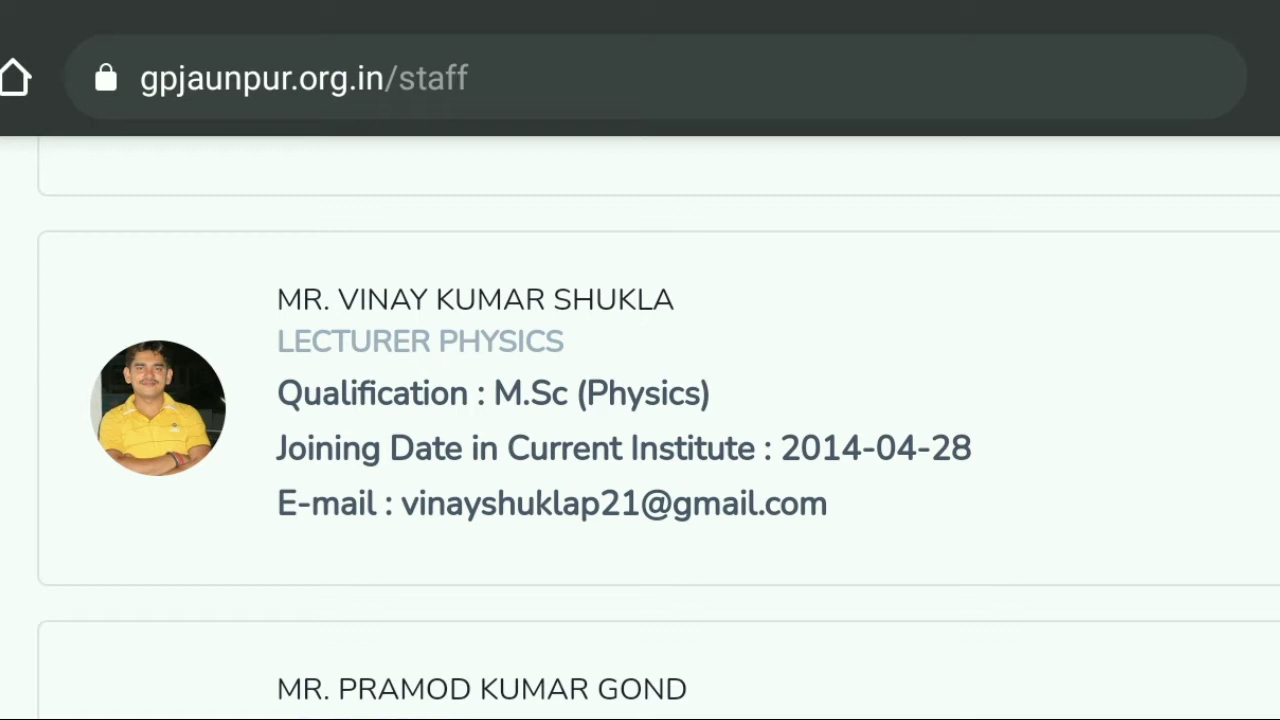 gpjaunpur.org.in/staff
MR. VINAY KUMAR SHUKLA
LECTURER PHYSICS
Qualification : M.Sc (Physics)
Joining Date in Current Institute : 2014-04-28
E-mail : vinayshuklap21@gmail.com
MR. PRAMOD KUMAR GOND